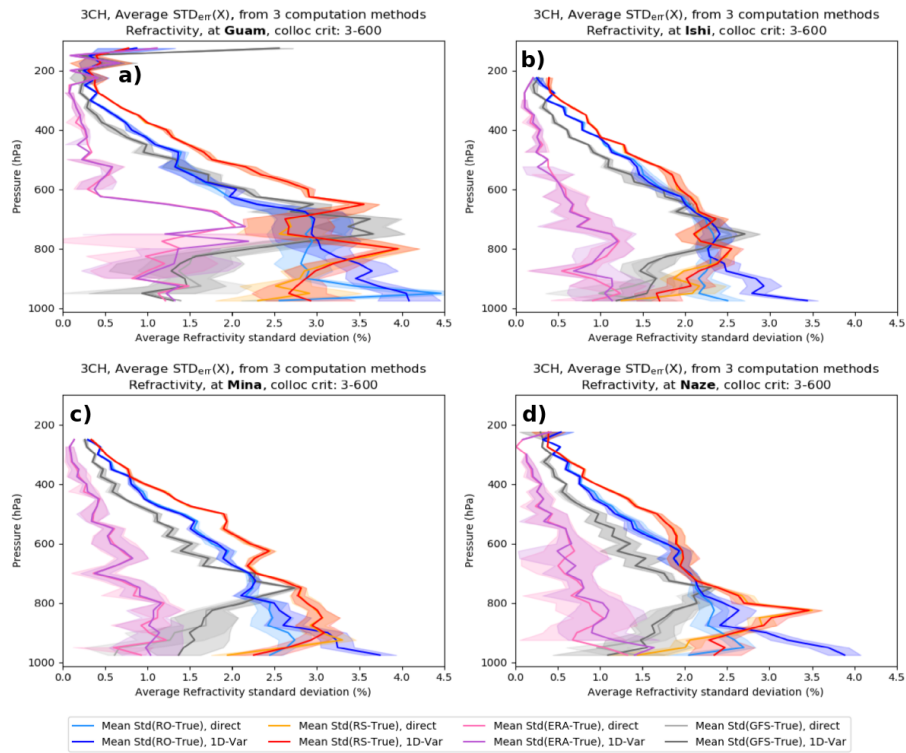 3CH, Average STDerr(X), from 3 computation methods
Refractivity, at Guam, colloc crit: 3-600
a)
Pressure (hPa)
200
400
600
800
1000
0.0 0.5 1.0 1.5 2.0 2.5 3.0 3.5 4.0 4.5
Average Refractivity standard deviation (%)
3CH, Average STDerr(X), from 3 computation methods
Refractivity, at Ishi, colloc crit: 3-600
b)
Pressure (hPa)
200
400
600
800
1000
0.0 0.5 1.0 1.5 2.0 2.5 3.0 3.5 4.0 4.5
Average Refractivity standard deviation (%)
3CH, Average STDerr(X), from 3 computation methods
Refractivity, at Mina, colloc crit: 3-600
c)
Pressure (hPa)
200
400
600
800
1000
0.0 0.5 1.0 1.5 2.0 2.5 3.0 3.5 4.0 4.5
Average Refractivity standard deviation (%)
3CH, Average STDerr(X), from 3 computation methods
Refractivity, at Naze, colloc crit: 3-600
d)
Pressure (hPa)
200
400
600
800
1000
0.0 0.5 1.0 1.5 2.0 2.5 3.0 3.5 4.0 4.5
Average Refractivity standard deviation (%)
Mean Std(RO-True), direct Mean Std(RS-True), direct Mean Std(ERA-True), direct Mean Std(GFS-True), direct
Mean Std(RO-True), 1D-Var Mean Std(RS-True), 1D-Var Mean Std(ERA-True), 1D-Var Mean Std(GFS-True), 1D-Var